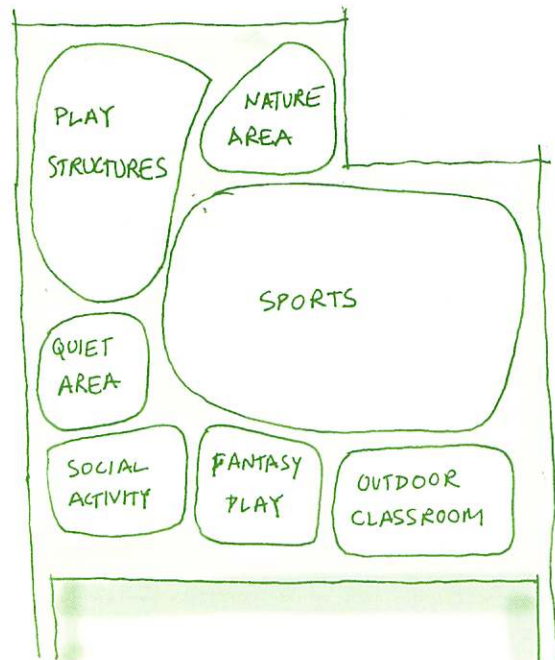 PLAY
STRUCTURES
NATURE
AREA
SPORTS
QUIET
AREA
SOCIAL
ACTIVITY
FANTASY
PLAY
OUTDOOR
CLASSROOM